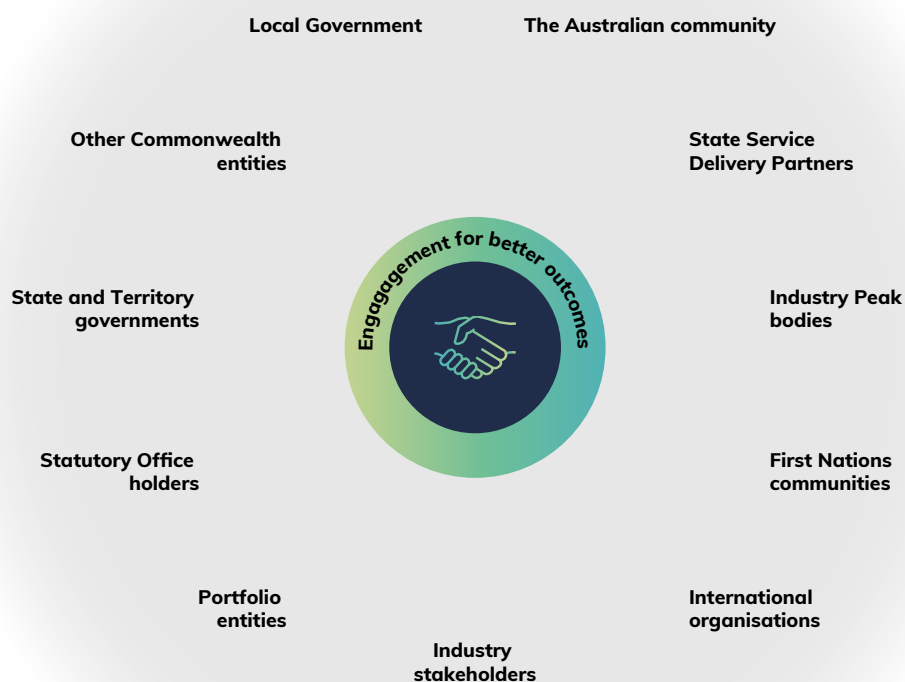 Local Government
The Australian community
Other Commonwealth
entities
State Service
Delivery Partners
Engagagement for better outcomes
State and Territory
governments
Industry Peak
bodies
Statutory Office
holders
First Nations
communities
Portfolio
entities
International
organisations
Industry
stakeholders